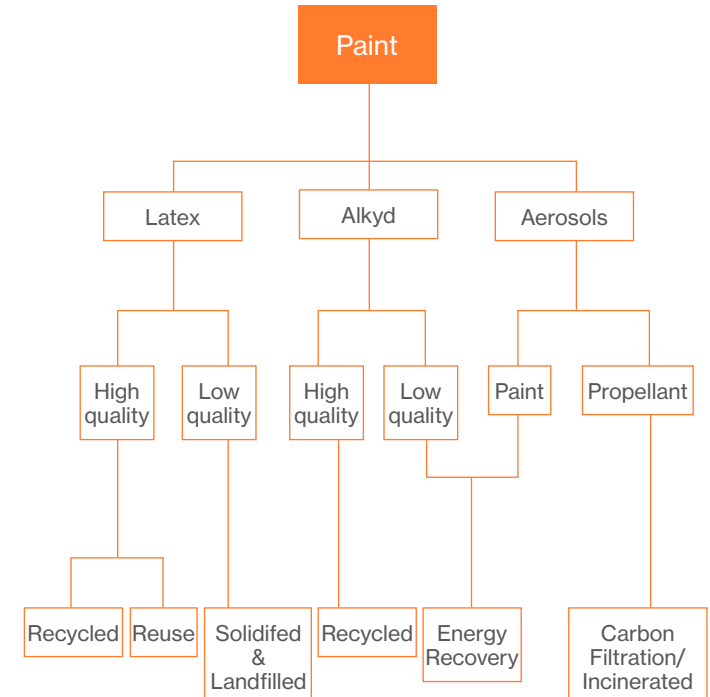 Paint
Latex
Alkyd
Aerosols
High
quality
Low
quality
High
quality
Low
quality
Paint
Propellant
Recycled
Reuse
Solidifed
&
Landfilled
Recycled
Energy
Recovery
Carbon
Filtration/
Incinerated